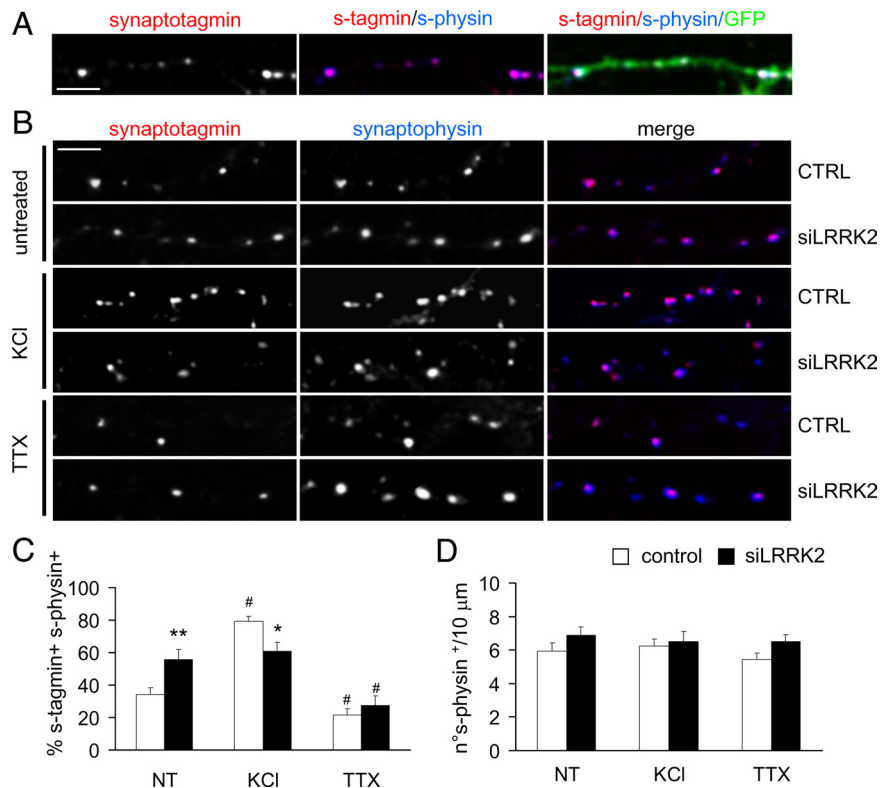 A
synaptotagmin
s-tagmin/s-physin
s-tagmin/s-physin/GFP
B
synaptotagmin
synaptophysin
merge
untreated
CTRL
siLRRK2
KCl
CTRL
siLRRK2
TTX
CTRL
siLRRK2
C
% s-tagmin+ s-physin+
100
80
60
40
20
0
**
#
*
#
#
NT
KCl
TTX
D
control
siLRRK2
n°s-physin +/10 µm
10
8
6
4
2
0
NT
KCl
TTX